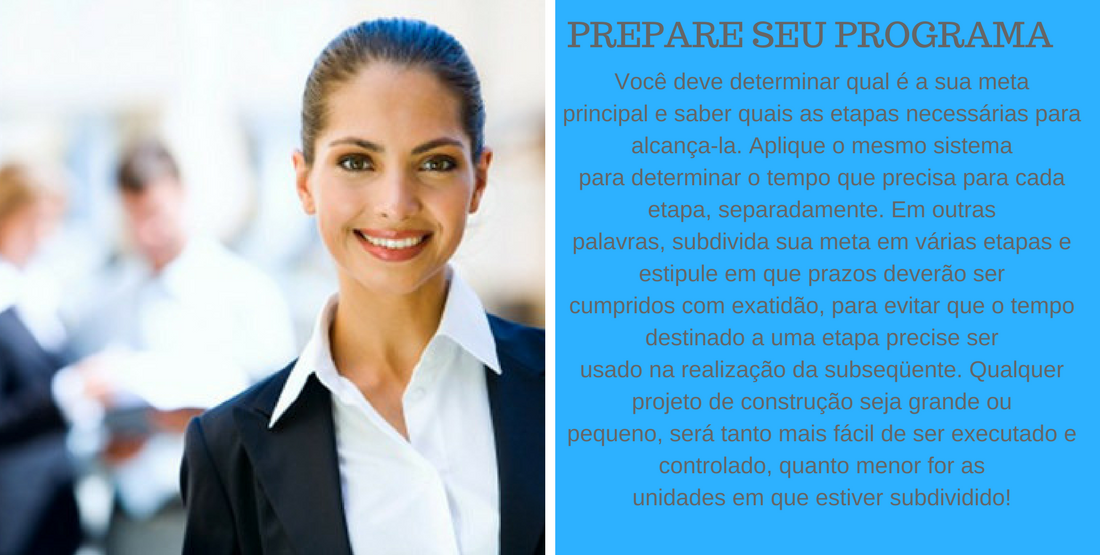 PREPARE SEU PROGRAMA
Você deve determinar qual é a sua meta
principal e saber quais as etapas necessárias para
alcança-la. Aplique o mesmo sistema
para determinar o tempo que precisa para cada
etapa, separadamente. Em outras
palavras, subdivida sua meta em várias etapas e
estipule em que prazos deverão ser
cumpridos com exatidão, para evitar que o tempo
destinado a uma etapa precise ser
usado na realização da subseqüente. Qualquer
projeto de construção seja grande ou
pequeno, será tanto mais fácil de ser executado e
controlado, quanto menor for as
unidades em que estiver subdividido!